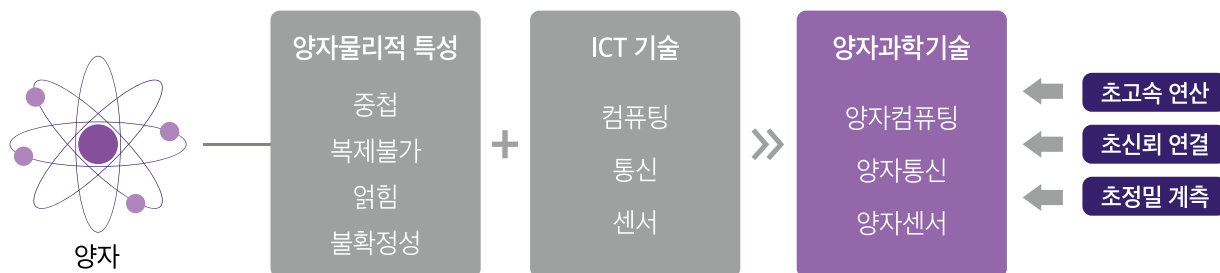 양자
양자물리적 특성
중첩
복제불가
얽힘
불확정성
+
ICT 기술
컴퓨팅
통신
센서
양자과학기술
양자컴퓨팅
양자통신
양자센서
초고속 연산
초신뢰 연결
초정밀 계측